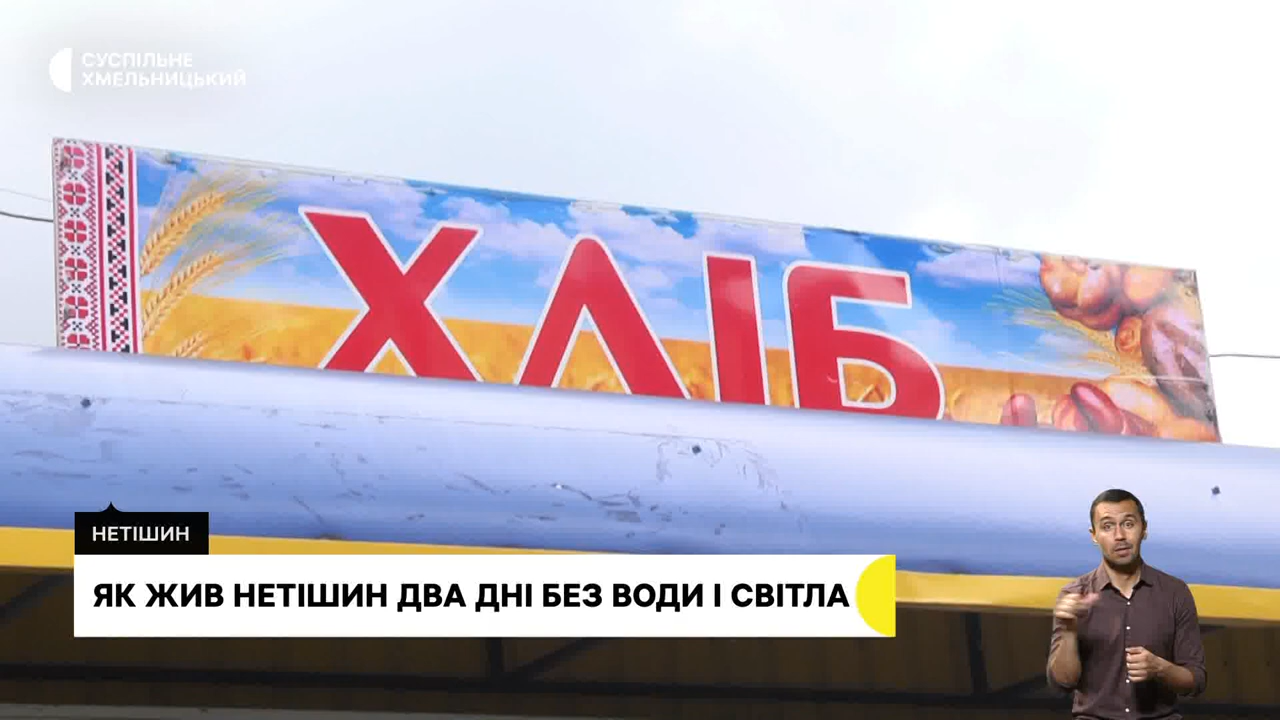 СУСПІЛЬНЕ
ХМЕЛЬНИЦЬКИЙ
ХЛІБ
НЕТІШИН
ЯК ЖИВ НЕТІШИН ДВА ДНІ БЕЗ ВОДИ І СВІТЛА